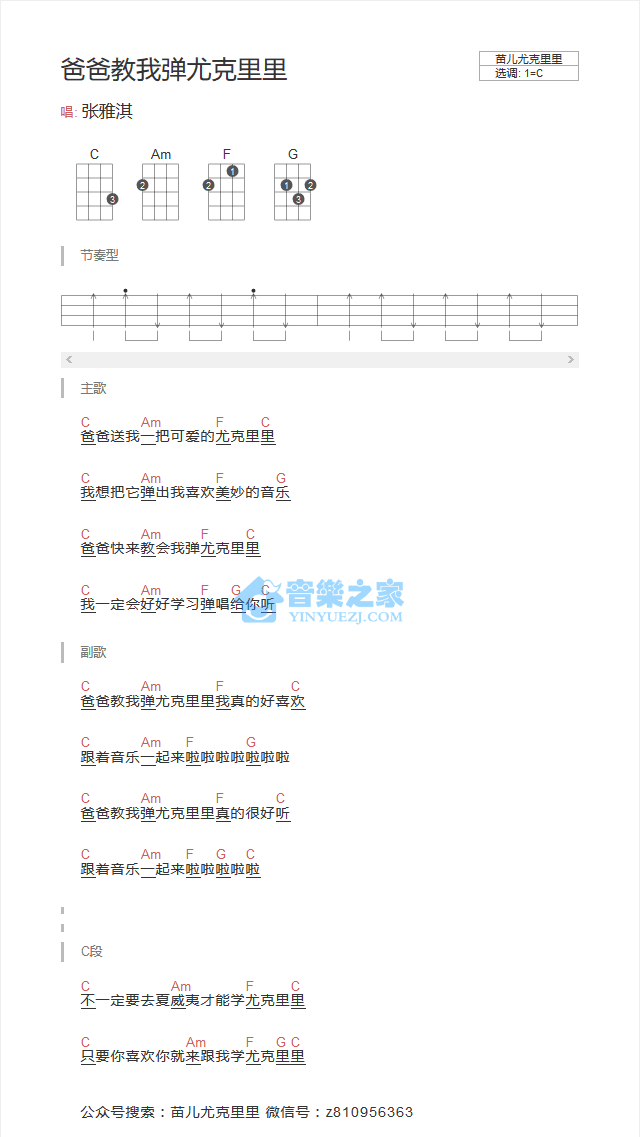 爸爸教我弹尤克里里
苗儿尤克里里
选调: 1=C
唱: 张雅淇
C Am F G
3 2 2 1 1 2 3
节奏型
主歌
C Am F C
爸爸送我一把可爱的尤克里里
C Am F G
我想把它弹出我喜欢美妙的音乐
C Am F C
爸爸快来教会我弹尤克里里
C Am F G C
我一定会好好学习弹唱给你听
音樂之家
YINYUEZJ.COM
副歌
C Am F C
爸爸教我弹尤克里里我真的好喜欢
C Am F G
跟着音乐一起来啦啦啦啦啦啦啦
C Am F C
爸爸教我弹尤克里里真的很好听
C Am F G C
跟着音乐一起来啦啦啦啦啦
C段
C Am F C
不一定要去夏威夷才能学尤克里里
C Am F G C
只要你喜欢你就来跟我学尤克里里
公众号搜索：苗儿尤克里里 微信号：z810956363